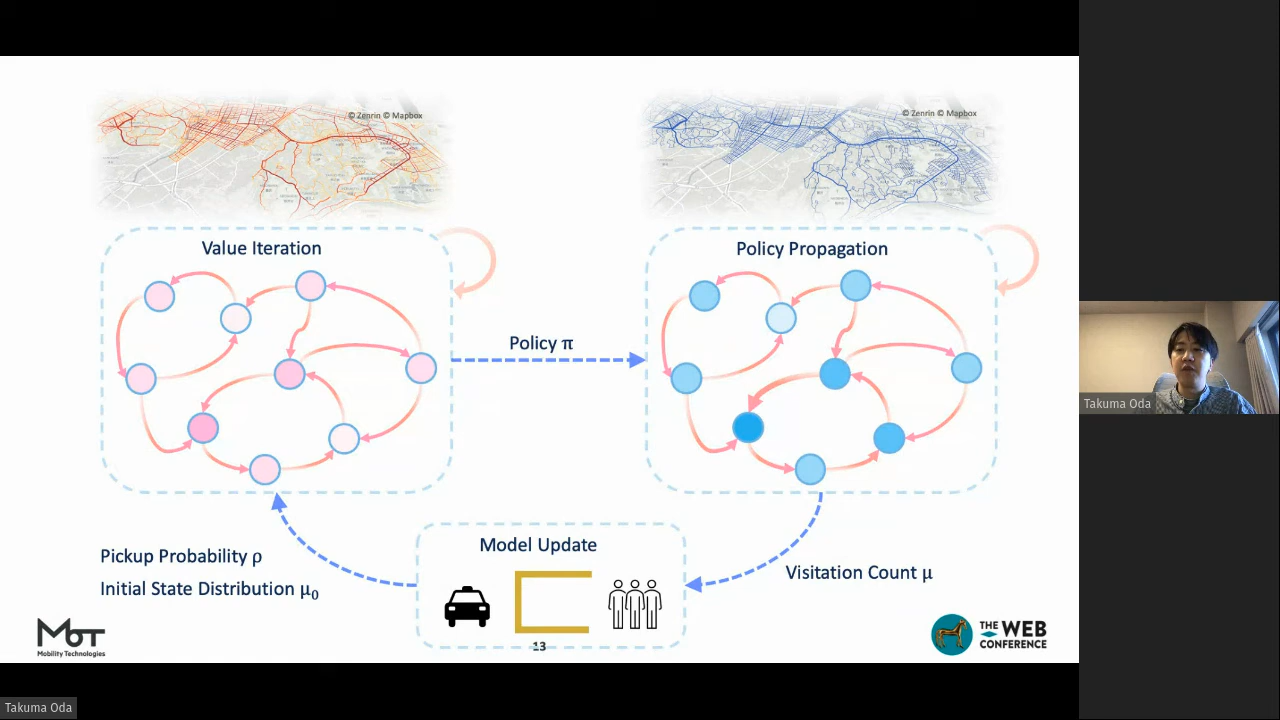 © Zenrin © Mapbox
© Zenrin © Mapbox
Value Iteration
Policy Propagation
Policy π
Model Update
Pickup Probability ρ
Initial State Distribution μ₀
Visitation Count μ
MoT
Mobility Technologies
13
THE WEB
CONFERENCE
Takuma Oda
Takuma Oda